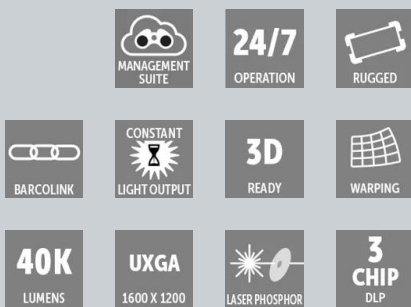 MANAGEMENT
SUITE
24/7
OPERATION
RUGGED
BARCOLINK
CONSTANT
LIGHT OUTPUT
3D
READY
WARPING
40K
LUMENS
UXGA
1600 X 1200
LASER PHOSPHOR
3
CHIP
DLP